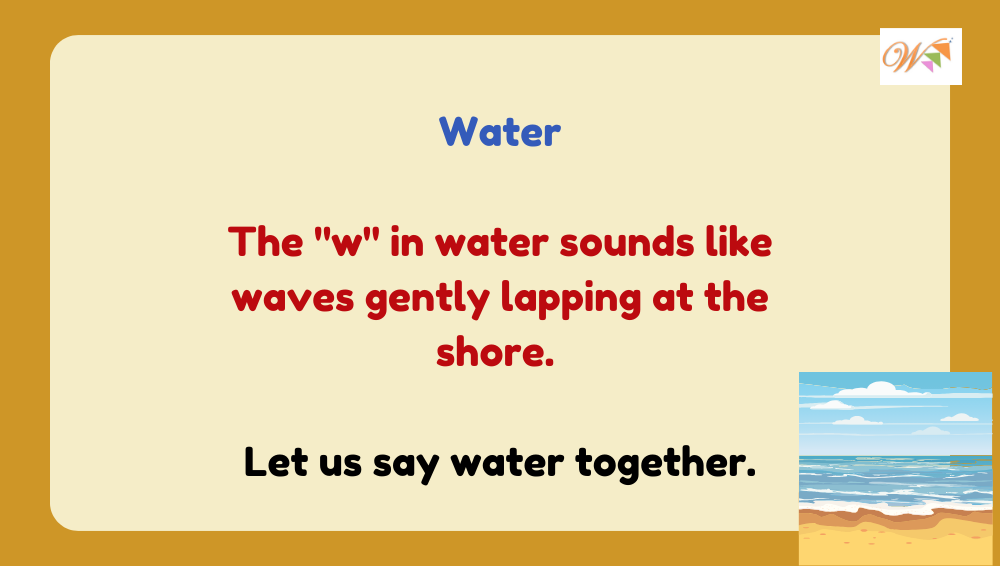 W
Water
The "w" in water sounds like
waves gently lapping at the
shore.
Let us say water together.